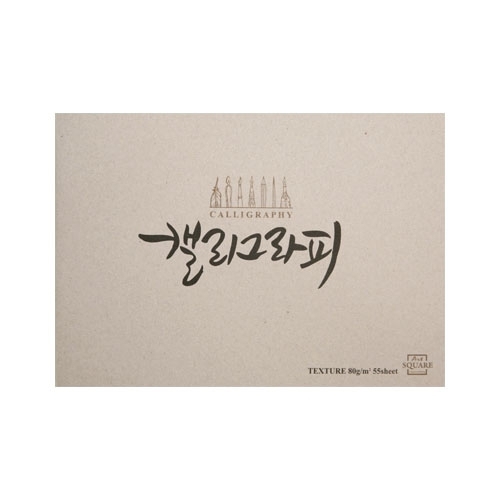 CALLIGRAPHY
캘리그라피
TEXTURE 80g/m² 55sheet
Art
SQUARE